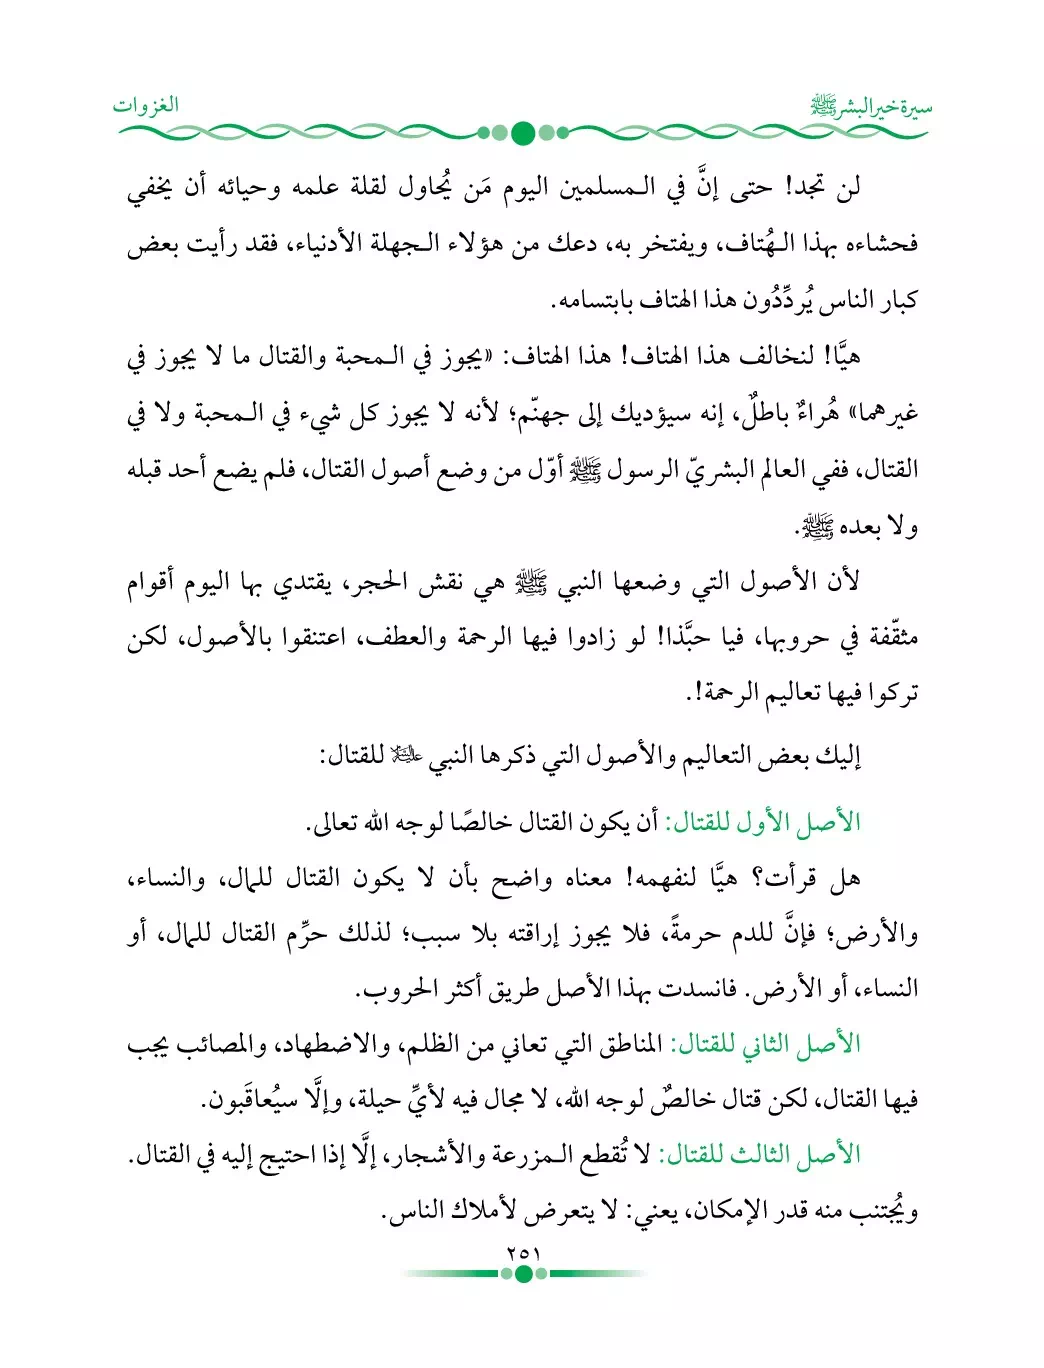 سيرة خير البشر ﷺ
الغزوات
لن تجد! حتى إنَّ في الـمسلمين اليوم مَن يُحاول لقلة علمه وحيائه أن يخفي
فحشاءه بهذا الـهُتاف، ويفتخر به، دعك من هؤلاء الـجهلة الأدنياء، فقد رأيت بعض
كبار الناس يُردِّدُون هذا الهتاف بابتسامه.
هيَّا! لنخالف هذا الهتاف! هذا الهتاف: «يجوز في الـمحبة والقتال ما لا يجوز في
غيرهما» هُراءٌ باطلٌ، إنه سيؤديك إلى جهنّم؛ لأنه لا يجوز كل شيء في الـمحبة ولا في
القتال، ففي العالم البشريّ الرسول ﷺ أوّل من وضع أصول القتال، فلم يضع أحد قبله
ولا بعده ﷺ.
لأن الأصول التي وضعها النبي ﷺ هي نقش الحجر، يقتدي بها اليوم أقوام
مثقّفة في حروبها، فيا حبَّذا! لو زادوا فيها الرحمة والعطف، اعتنقوا بالأصول، لكن
تركوا فيها تعاليم الرحمة!.
إليك بعض التعاليم والأصول التي ذكرها النبي عليه السلام للقتال:
الأصل الأول للقتال: أن يكون القتال خالصًا لوجه الله تعالى.
هل قرأت؟ هيَّا لنفهمه! معناه واضح بأن لا يكون القتال للمال، والنساء،
والأرض؛ فإنَّ للدم حرمةً، فلا يجوز إراقته بلا سبب؛ لذلك حرِّم القتال للمال، أو
النساء، أو الأرض. فانسدت بهذا الأصل طريق أكثر الحروب.
الأصل الثاني للقتال: المناطق التي تعاني من الظلم، والاضطهاد، والمصائب يجب
فيها القتال، لكن قتال خالصٌ لوجه الله، لا مجال فيه لأيِّ حيلة، وإلَّا سيُعاقَبون.
الأصل الثالث للقتال: لا تُقطع الـمزرعة والأشجار، إلَّا إذا احتيج إليه في القتال.
ويُجتنب منه قدر الإمكان، يعني: لا يتعرض لأملاك الناس.
٢٥١